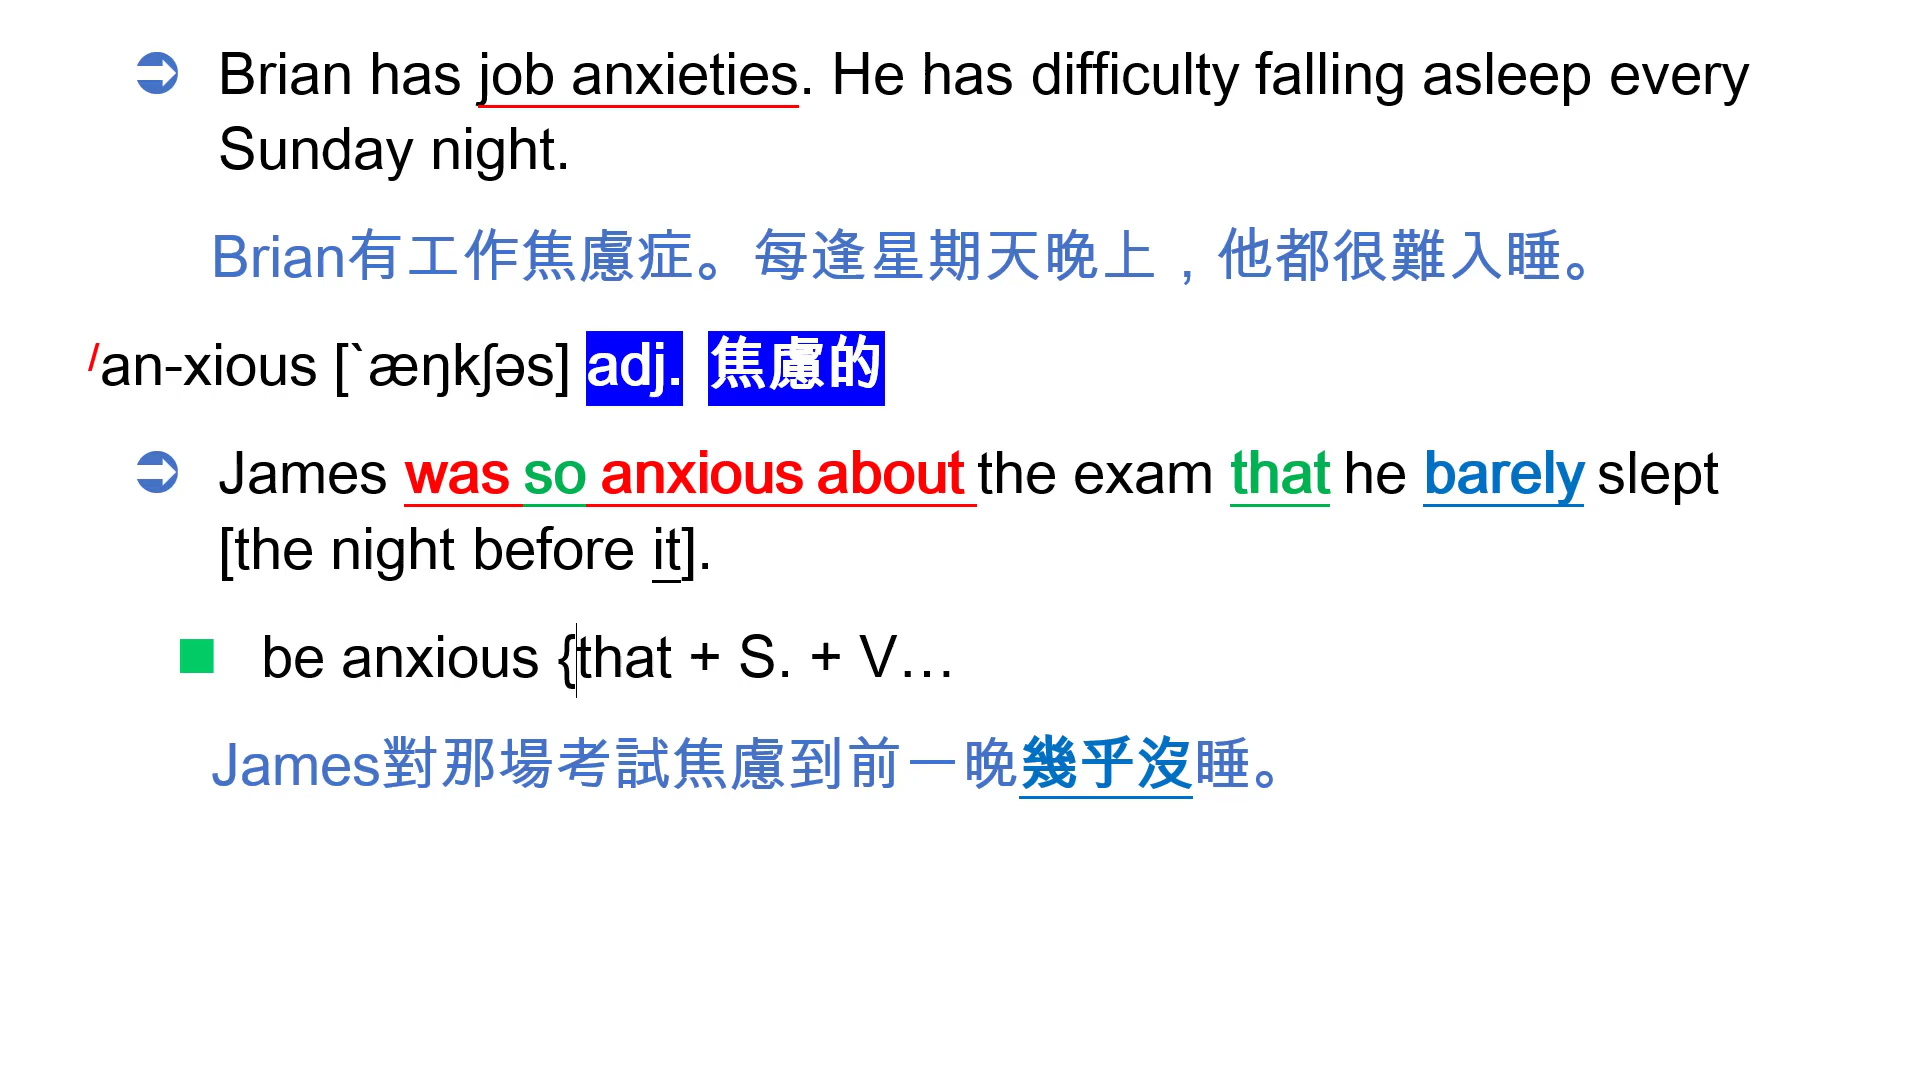 Brian has job anxieties. He has difficulty falling asleep every
Sunday night.
Brian有工作焦慮症。每逢星期天晚上，他都很難入睡。
/an-xious [ˋæŋkʃəs] adj. 焦慮的
James was so anxious about the exam that he barely slept
[the night before it].
be anxious {that + S. + V…
James對那場考試焦慮到前一晚幾乎沒睡。